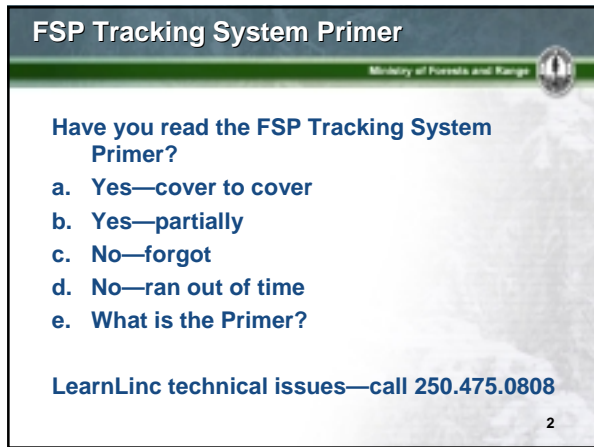 FSP Tracking System Primer
Ministry of Forests and Range
Have you read the FSP Tracking System
Primer?
a. Yes—cover to cover
b. Yes—partially
c. No—forgot
d. No—ran out of time
e. What is the Primer?
LearnLinc technical issues—call 250.475.0808
2